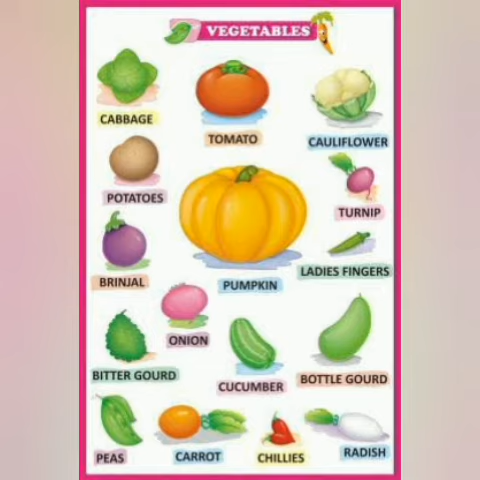 VEGETABLES
CABBAGE
TOMATO
CAULIFLOWER
POTATOES
TURNIP
BRINJAL
PUMPKIN
LADIES FINGERS
ONION
BITTER GOURD
CUCUMBER
BOTTLE GOURD
PEAS
CARROT
CHILLIES
RADISH